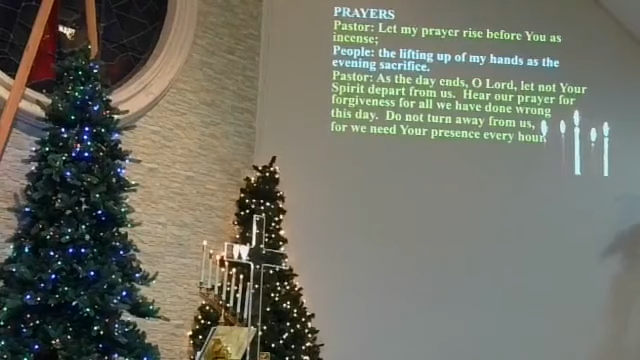 PRAYERS
Pastor: Let my prayer rise before You as
incense;
People: the lifting up of my hands as the
evening sacrifice.
Pastor: As the day ends, O Lord, let not Your
Spirit depart from us.  Hear our prayer for
forgiveness for all we have done wrong
this day.  Do not turn away from us,
for we need Your presence every hour.